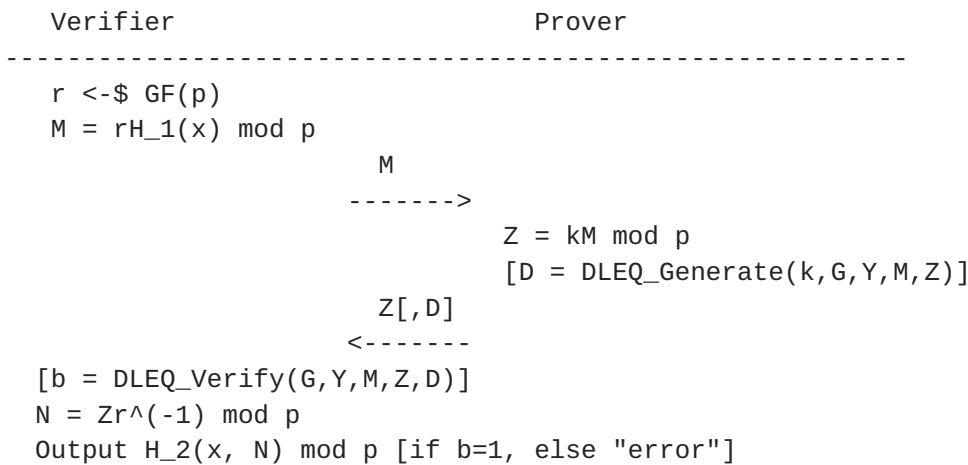 Verifier                              Prover
----------------------------------------------------------
r <-$ GF(p)
M = rH_1(x) mod p
M
------->
Z = kM mod p
[D = DLEQ_Generate(k,G,Y,M,Z)]
Z[,D]
<-------
[b = DLEQ_Verify(G,Y,M,Z,D)]
N = Zr^(-1) mod p
Output H_2(x, N) mod p [if b=1, else "error"]